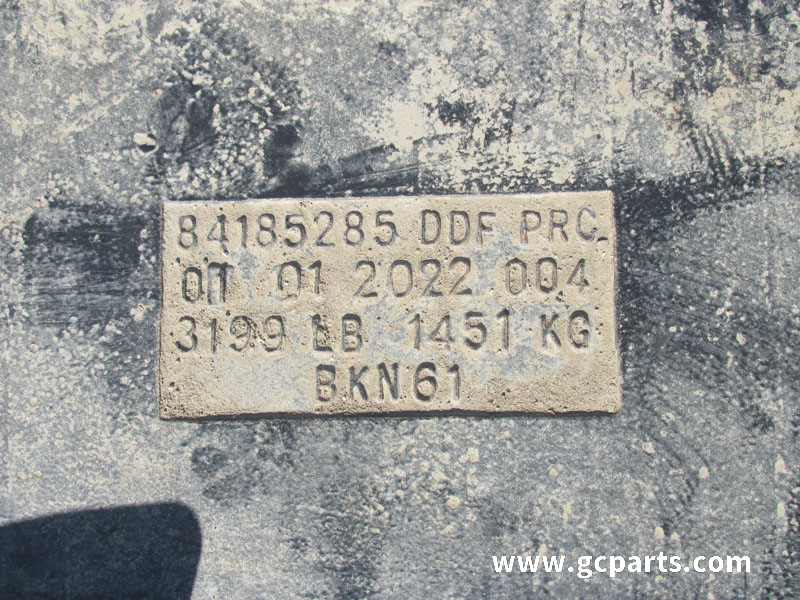 84185285 DDF PRC
01 01 2022 004
3199 LB 1451 KG
BKN61
www.gcparts.com